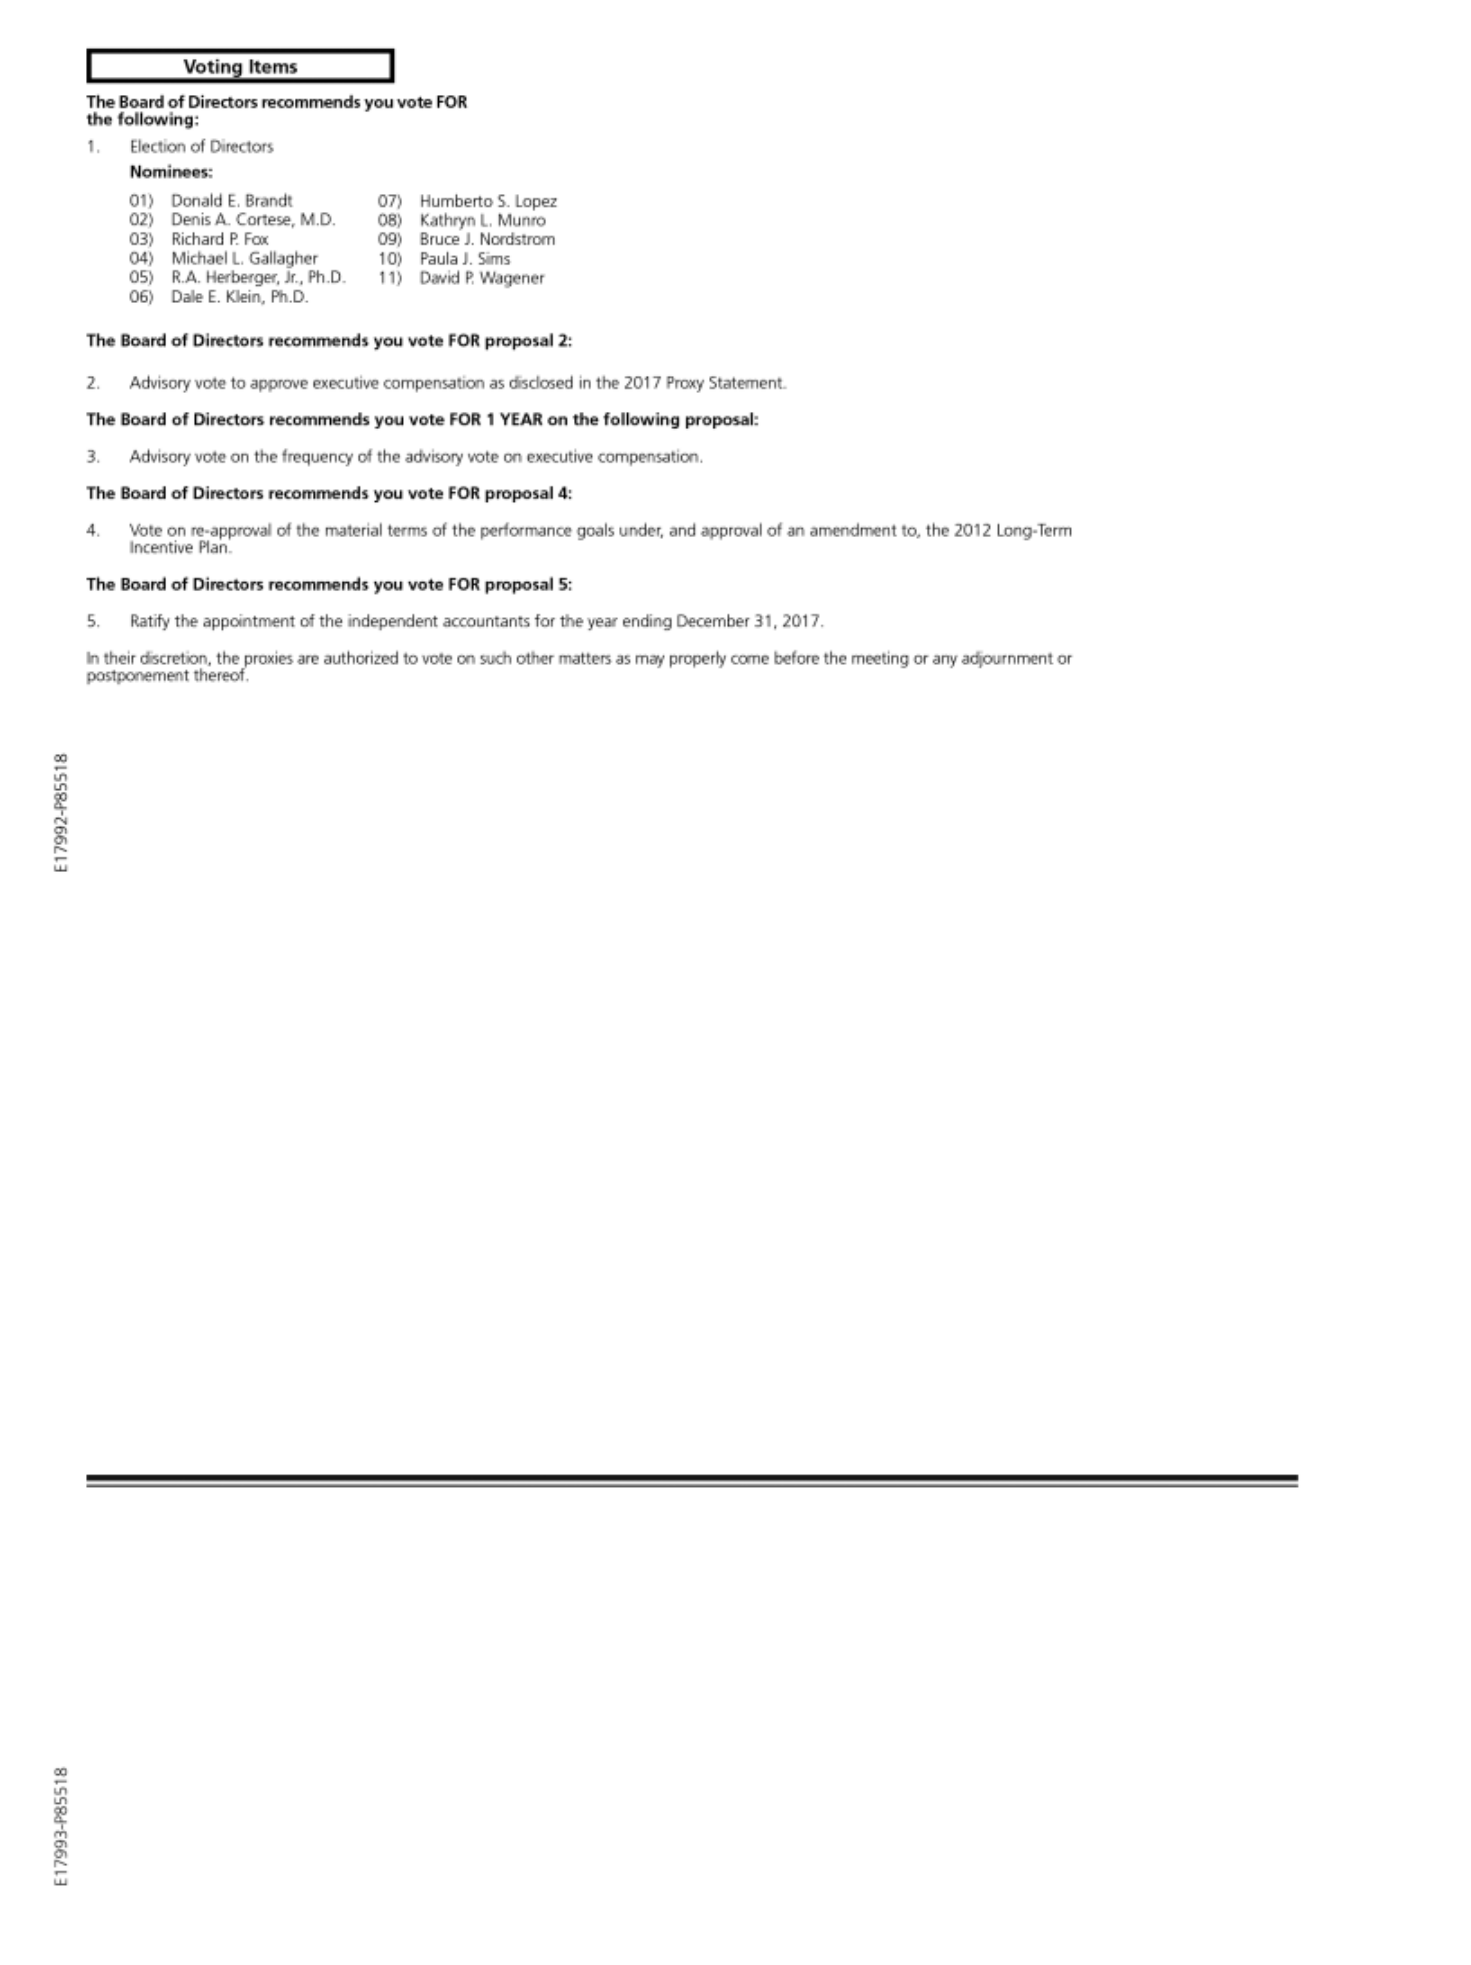 Voting Items
The Board of Directors recommends you vote FOR
the following:
1. Election of Directors
Nominees:
01) Donald E. Brandt
02) Denis A. Cortese, M.D.
03) Richard P. Fox
04) Michael L. Gallagher
05) R.A. Herberger, Jr., Ph.D.
06) Dale E. Klein, Ph.D.
07) Humberto S. Lopez
08) Kathryn L. Munro
09) Bruce J. Nordstrom
10) Paula J. Sims
11) David P. Wagener
The Board of Directors recommends you vote FOR proposal 2:
2. Advisory vote to approve executive compensation as disclosed in the 2017 Proxy Statement.
The Board of Directors recommends you vote FOR 1 YEAR on the following proposal:
3. Advisory vote on the frequency of the advisory vote on executive compensation.
The Board of Directors recommends you vote FOR proposal 4:
4. Vote on re-approval of the material terms of the performance goals under, and approval of an amendment to, the 2012 Long-Term
Incentive Plan.
The Board of Directors recommends you vote FOR proposal 5:
5. Ratify the appointment of the independent accountants for the year ending December 31, 2017.
In their discretion, the proxies are authorized to vote on such other matters as may properly come before the meeting or any adjournment or
postponement thereof.
E17992-P85518
E17993-P85518